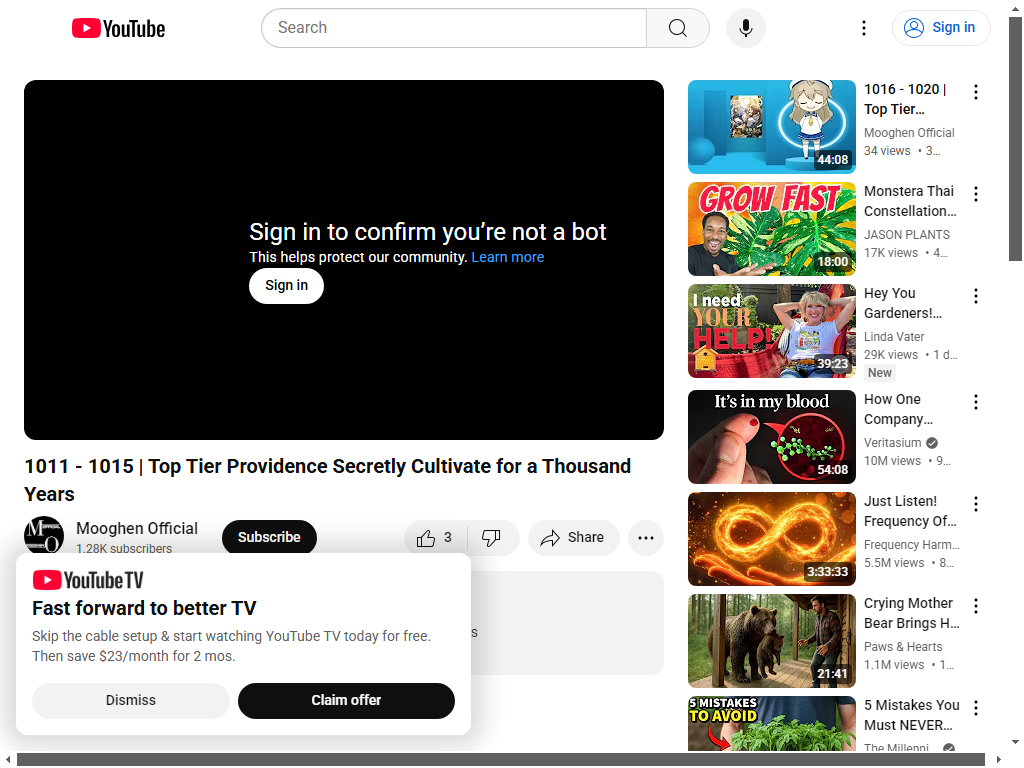 YouTube
Search
Sign in
Sign in to confirm you’re not a bot
This helps protect our community. Learn more
Sign in
1011 - 1015 | Top Tier Providence Secretly Cultivate for a Thousand
Years
Mooghen Official
1.28K subscribers
Subscribe
3
Share
s
YouTube TV
Fast forward to better TV
Skip the cable setup & start watching YouTube TV today for free.
Then save $23/month for 2 mos.
Dismiss
Claim offer
44:08
1016 - 1020 |
Top Tier…
Mooghen Official
34 views • 3…
GROW FAST
18:00
Monstera Thai
Constellation…
JASON PLANTS
17K views • 4…
I need
YOUR
HELP!
39:23
Hey You
Gardeners!…
Linda Vater
29K views • 1 d…
New
It's in my blood
54:08
How One
Company…
Veritasium
10M views • 9…
3:33:33
Just Listen!
Frequency Of…
Frequency Harm…
5.5M views • 8…
21:41
Crying Mother
Bear Brings H…
Paws & Hearts
1.1M views • 1…
5 MISTAKES
TO AVOID
5 Mistakes You
Must NEVER…
The Millenni…